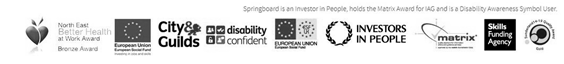 Springboard is an Investor in People, holds the Matrix Award for IAG and is a Disability Awareness Symbol User.
North East
Better Health
at Work Award
Bronze Award
European Union
European Social Fund
City&
Guilds
disability
confident
EUROPEAN UNION
European Social Fund
INVESTORS
IN PEOPLE
matrix
Skills
Funding
Agency